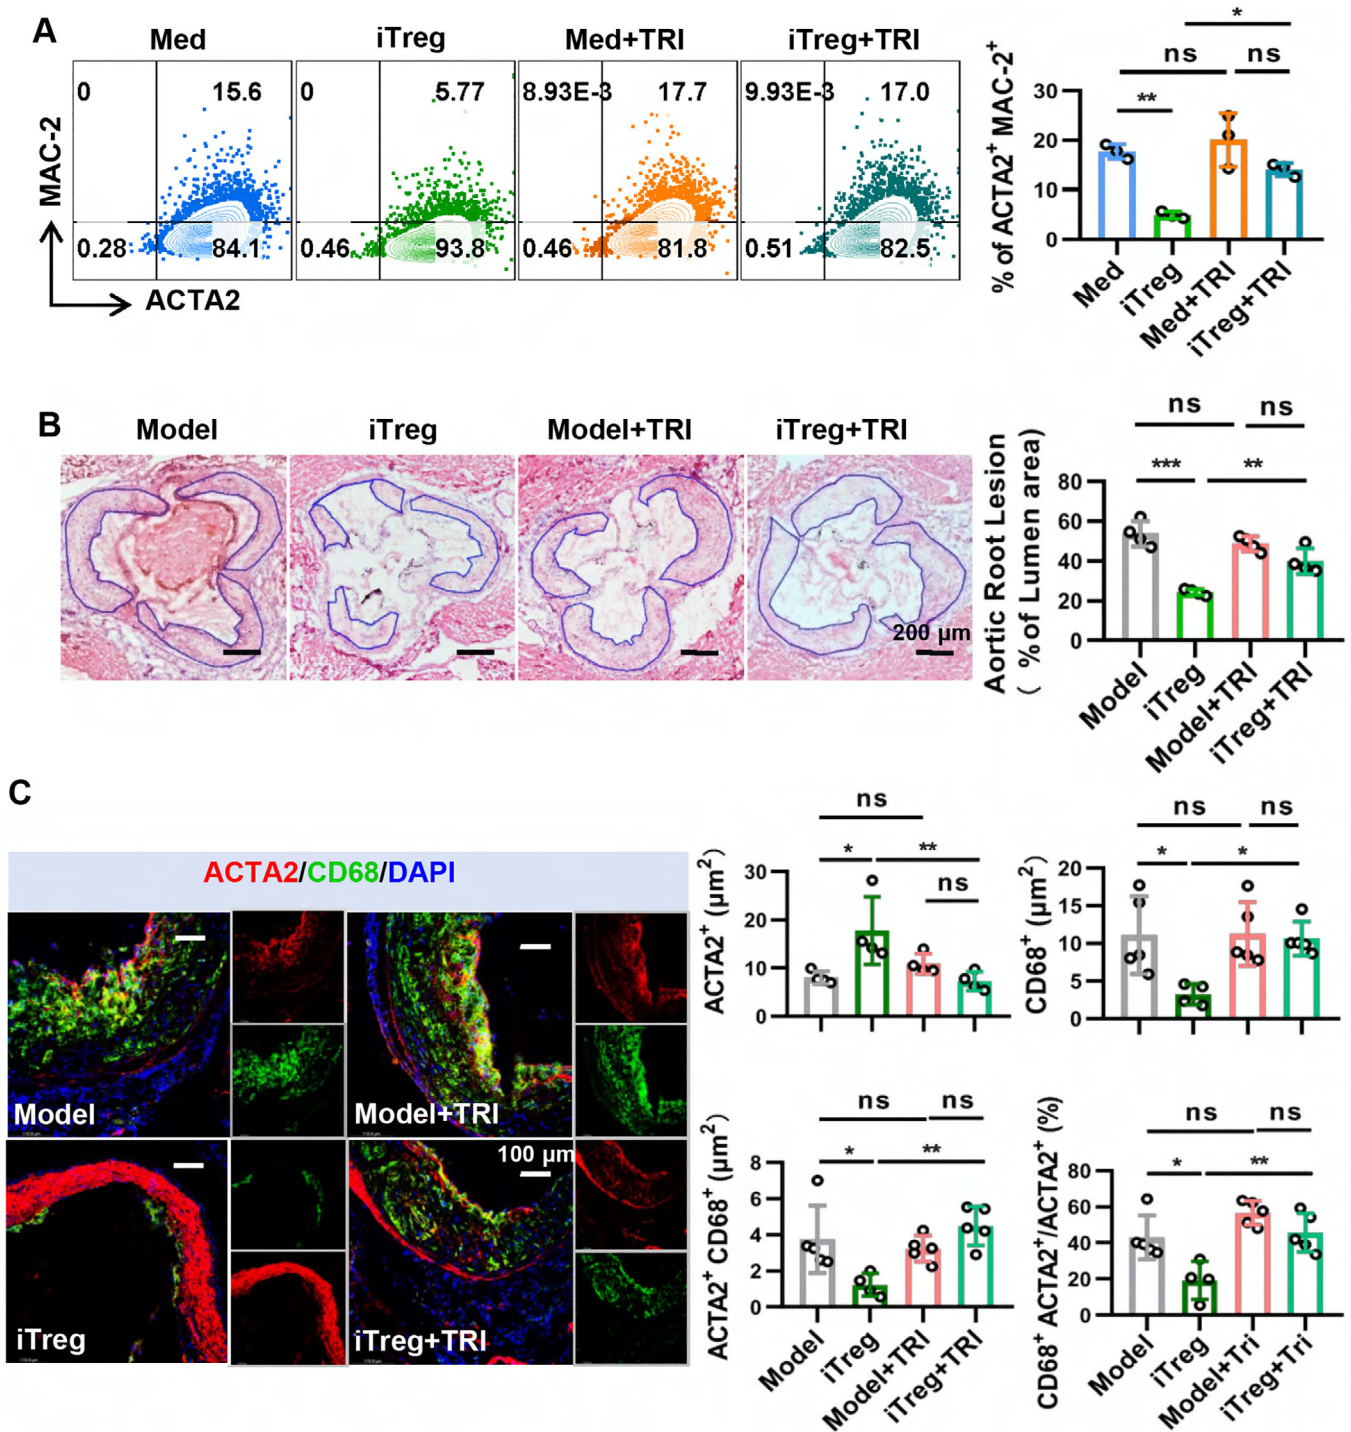 A
Med
iTreg
Med+TRI
iTreg+TRI
0
15.6
0
5.77
8.93E-3
17.7
9.93E-3
17.0
0.28
84.1
0.46
93.8
0.46
81.8
0.51
82.5
MAC-2
ACTA2
% of ACTA2⁺ MAC-2⁺
30
20
10
0
*
ns
ns
**
Med
iTreg
Med+TRI
iTreg+TRI
B
Model
iTreg
Model+TRI
iTreg+TRI
200 μm
Aortic Root Lesion
( % of Lumen area)
80
60
40
20
0
ns
ns
***
**
Model
iTreg
Model+TRI
iTreg+TRI
C
ACTA2/CD68/DAPI
Model
Model+TRI
iTreg
iTreg+TRI
100 μm
ACTA2⁺ (μm²)
30
20
10
0
ns
*
**
ns
CD68⁺ (μm²)
20
15
10
5
0
ns
ns
*
*
ACTA2⁺ CD68⁺ (μm²)
8
6
4
2
0
ns
ns
*
**
Model
iTreg
Model+TRI
iTreg+TRI
CD68⁺ ACTA2⁺/ACTA2⁺ (%)
80
60
40
20
0
ns
ns
*
**
Model
iTreg
Model+Tri
iTreg+Tri